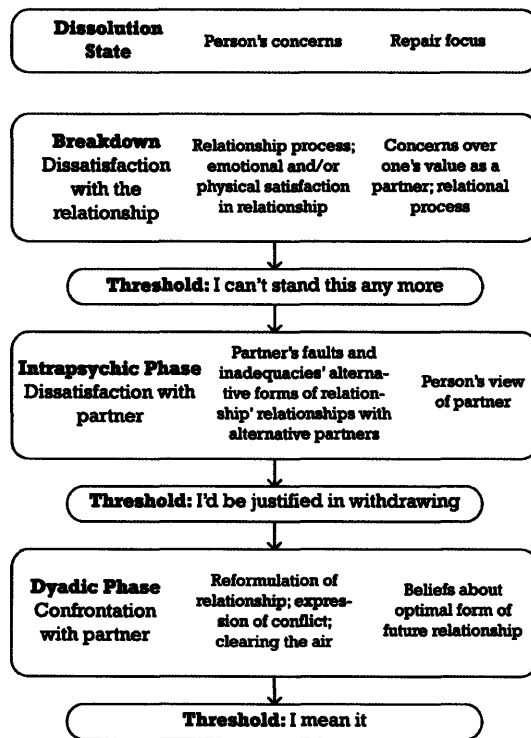 Dissolution State
Person's concerns
Repair focus
Breakdown
Dissatisfaction
with the
relationship
Relationship process;
emotional and/or
physical satisfaction
in relationship
Concerns over
one's value as a
partner; relational
process
Threshold: I can't stand this any more
Intrapsychic Phase
Dissatisfaction with
partner
Partner's faults and
inadequacies' alterna-
tive forms of relation-
ship' relationships with
alternative partners
Person's view
of partner
Threshold: I'd be justified in withdrawing
Dyadic Phase
Confrontation
with partner
Reformulation of
relationship; expres-
sion of conflict;
clearing the air
Beliefs about
optimal form of
future relationship
Threshold: I mean it